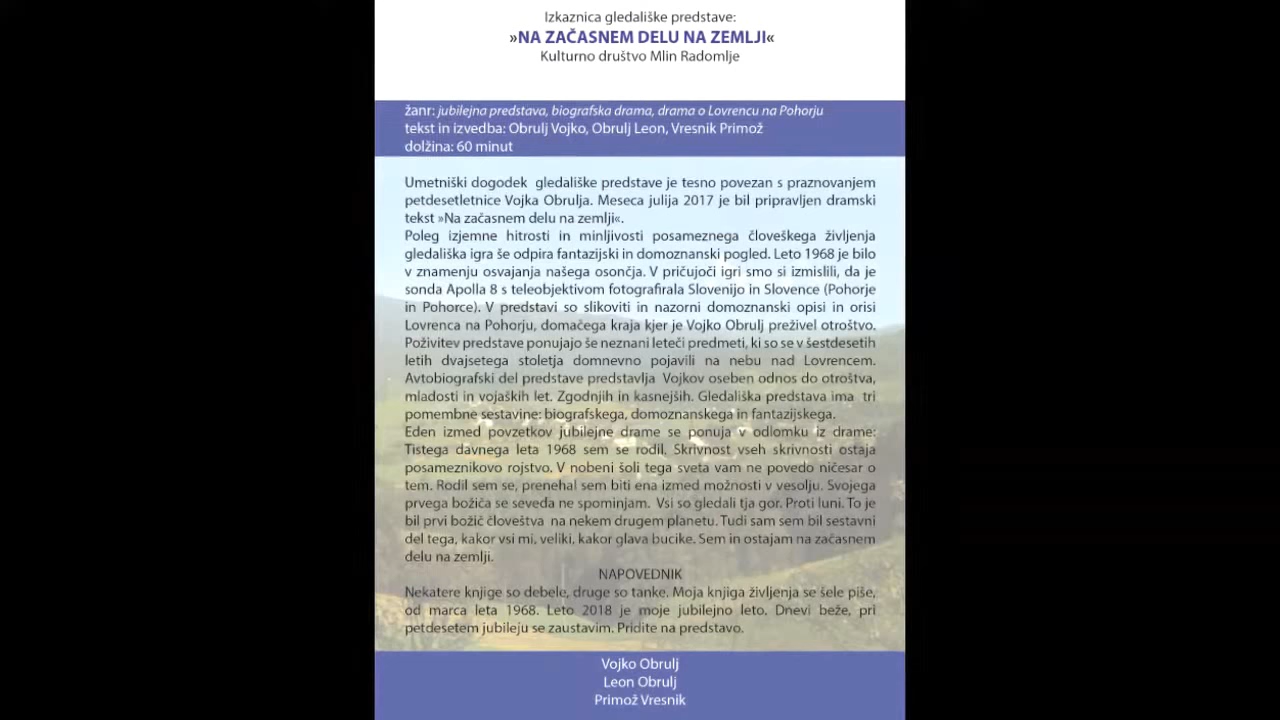 Izkaznica gledališke predstave:
»NA ZAČASNEM DELU NA ZEMLJI«
Kulturno društvo Mlin Radomlje
žanr: jubilejna predstava, biografska drama, drama o Lovrencu na Pohorju
tekst in izvedba: Obrulj Vojko, Obrulj Leon, Vresnik Primož
dolžina: 60 minut
Umetniški dogodek gledališke predstave je tesno povezan s praznovanjem
petdesetletnice Vojka Obrulja. Meseca julija 2017 je bil pripravljen dramski
tekst »Na začasnem delu na zemlji«.
Poleg izjemne hitrosti in minljivosti posameznega človeškega življenja
gledališka igra še odpira fantazijski in domoznanski pogled. Leto 1968 je bilo
v znamenju osvajanja našega osončja. V pričujoči igri smo si izmislili, da je
sonda Apolla 8 s teleobjektivom fotografirala Slovenijo in Slovence (Pohorje
in Pohorce). V predstavi so slikoviti in nazorni domoznanski opisi in orisi
Lovrenca na Pohorju, domačega kraja kjer je Vojko Obrulj preživel otroštvo.
Poživitev predstave ponujajo še neznani leteči predmeti, ki so se v šestdesetih
letih dvajsetega stoletja domnevno pojavili na nebu nad Lovrencem.
Avtobiografski del predstave predstavlja Vojkov oseben odnos do otroštva,
mladosti in vojaških let. Zgodnjih in kasnejših. Gledališka predstava ima tri
pomembne sestavine: biografskega, domoznanskega in fantazijskega.
Eden izmed povzetkov jubilejne drame se ponuja v odlomku iz drame:
Tistega davnega leta 1968 sem se rodil. Skrivnost vseh skrivnosti ostaja
posameznikovo rojstvo. V nobeni šoli tega sveta vam ne povedo ničesar o
tem. Rodil sem se, prenehal sem biti ena izmed možnosti v vesolju. Svojega
prvega božiča se seveda ne spominjam. Vsi so gledali tja gor. Proti luni. To je
bil prvi božič človeštva na nekem drugem planetu. Tudi sam sem bil sestavni
del tega, kakor vsi mi, veliki, kakor glava bucike. Sem in ostajam na začasnem
delu na zemlji.
NAPOVEDNIK
Nekatere knjige so debele, druge so tanke. Moja knjiga življenja se šele piše,
od marca leta 1968. Leto 2018 je moje jubilejno leto. Dnevi beže, pri
petdesetem jubileju se zaustavim. Pridite na predstavo.
Vojko Obrulj
Leon Obrulj
Primož Vresnik